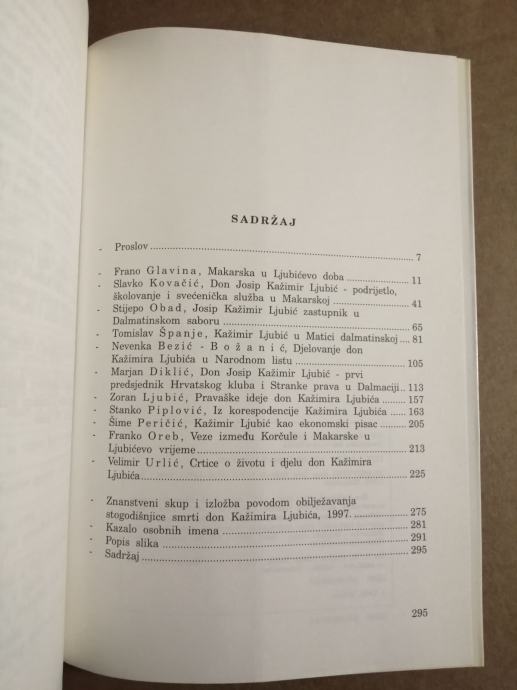 SADRŽAJ
- Proslov ........ 7
- Frano Glavina, Makarska u Ljubićevo doba ........ 11
- Slavko Kovačić, Don Josip Kažimir Ljubić - podrijetlo,
školovanje i svećenička služba u Makarskoj ........ 41
- Stijepo Obad, Josip Kažimir Ljubić zastupnik u
Dalmatinskom saboru ........ 65
- Tomislav Španje, Kažimir Ljubić u Matici dalmatinskoj .... 81
- Nevenka Bezić - Božanić, Djelovanje don
Kažimira Ljubića u Narodnom listu ........ 105
- Marjan Diklić, Don Josip Kažimir Ljubić - prvi
predsjednik Hrvatskog kluba i Stranke prava u Dalmaciji.. 113
- Zoran Ljubić, Pravaške ideje don Kažimira Ljubića ...... 157
- Stanko Piplović, Iz korespodencije Kažimira Ljubića ...... 163
- Šime Peričić, Kažimir Ljubić kao ekonomski pisac ...... 205
- Franko Oreb, Veze između Korčule i Makarske u
Ljubićevo vrijeme ........ 213
- Velimir Urlić, Crtice o životu i djelu don Kažimira
Ljubića ........ 225
- Znanstveni skup i izložba povodom obilježavanja
stogodišnjice smrti don Kažimira Ljubića, 1997. ........ 275
- Kazalo osobnih imena ........ 281
- Popis slika ........ 291
- Sadržaj ........ 295
295